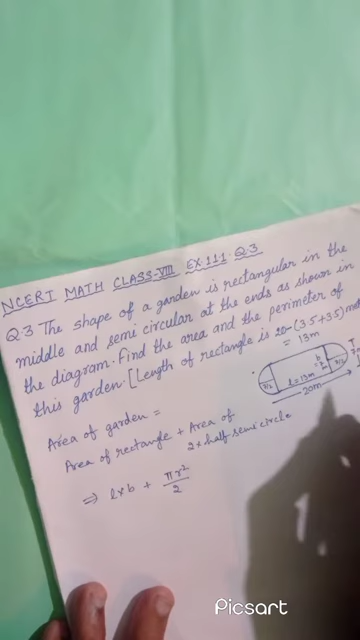 NCERT MATH CLASS-VIII EX 11.1 Q.3
Q.3 The shape of a garden is rectangular in the
middle and semi circular at the ends as shown in
the diagram. Find the area and the perimeter of
this garden. [Length of rectangle is 20-(3.5+3.5) met
= 13m
l=13m
20m
Area of garden =
Area of rectangle + Area of
2 x half semi circle
⇒ l×b + πr²/2
Picsart